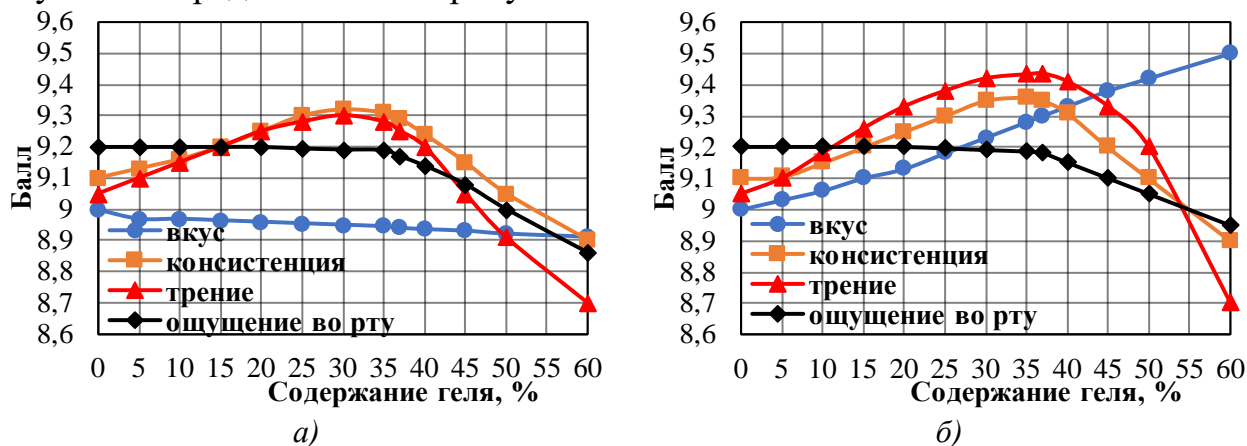 9,6
9,5
9,4
9,3
9,2
9,1
9
8,9
8,8
8,7
8,6
Балл
вкус
консистенция
трение
ощущение во рту
0 5 10 15 20 25 30 35 40 45 50 55 60
Содержание геля, %
а)
9,6
9,5
9,4
9,3
9,2
9,1
9
8,9
8,8
8,7
8,6
Балл
вкус
консистенция
трение
ощущение во рту
0 5 10 15 20 25 30 35 40 45 50 55 60
Содержание геля, %
б)